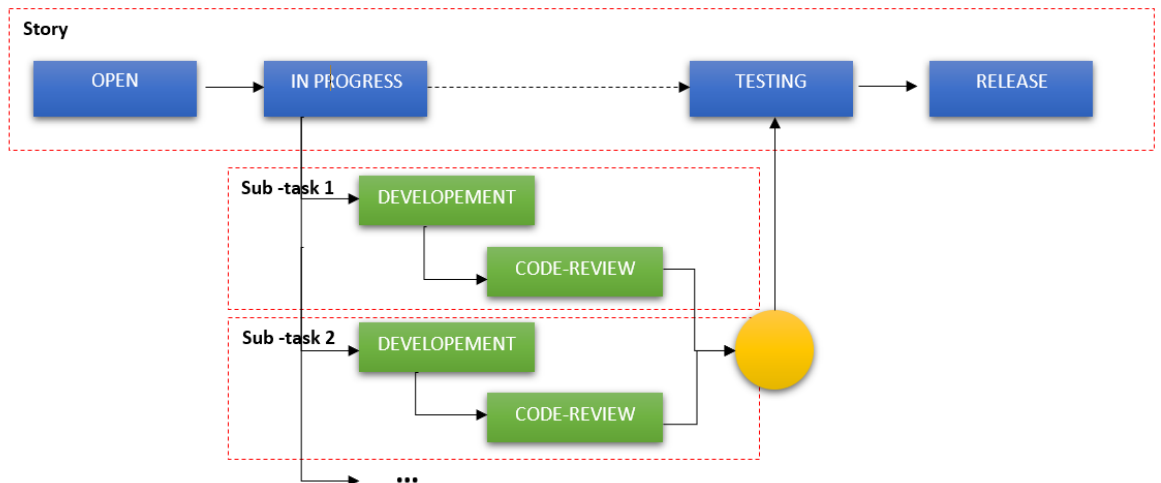 Story
OPEN
IN PROGRESS
TESTING
RELEASE
Sub -task 1
DEVELOPEMENT
CODE-REVIEW
Sub -task 2
DEVELOPEMENT
CODE-REVIEW
...